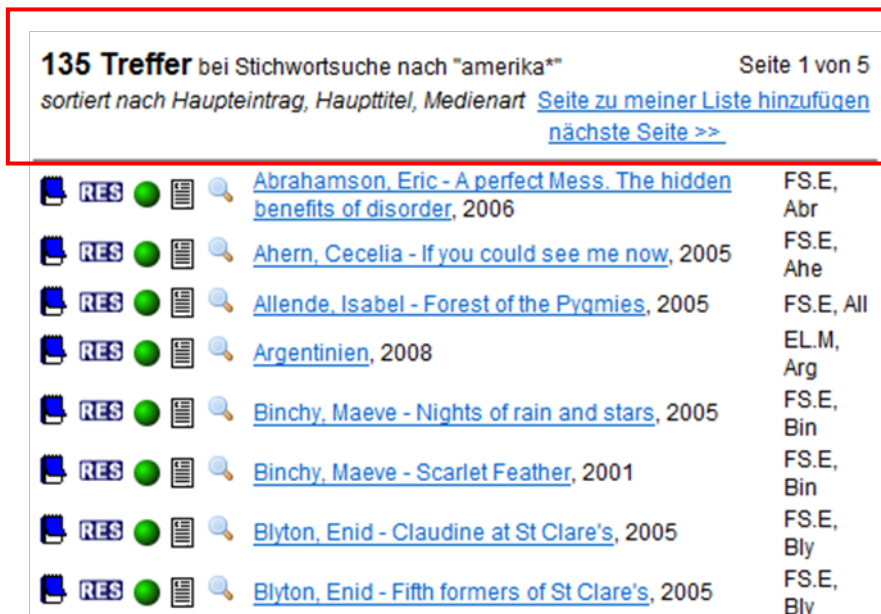 135 Treffer bei Stichwortsuche nach "amerika*" Seite 1 von 5
sortiert nach Haupteintrag, Haupttitel, Medienart Seite zu meiner Liste hinzufügen
nächste Seite >>
RES Abrahamson, Eric - A perfect Mess. The hidden FS.E,
benefits of disorder, 2006 Abr
RES Ahern, Cecelia - If you could see me now, 2005 FS.E,
Ahe
RES Allende, Isabel - Forest of the Pygmies, 2005 FS.E, All
RES Argentinien, 2008 EL.M,
Arg
RES Binchy, Maeve - Nights of rain and stars, 2005 FS.E,
Bin
RES Binchy, Maeve - Scarlet Feather, 2001 FS.E,
Bin
RES Blyton, Enid - Claudine at St Clare's, 2005 FS.E,
Bly
RES Blyton, Enid - Fifth formers of St Clare's, 2005 FS.E,
Bly